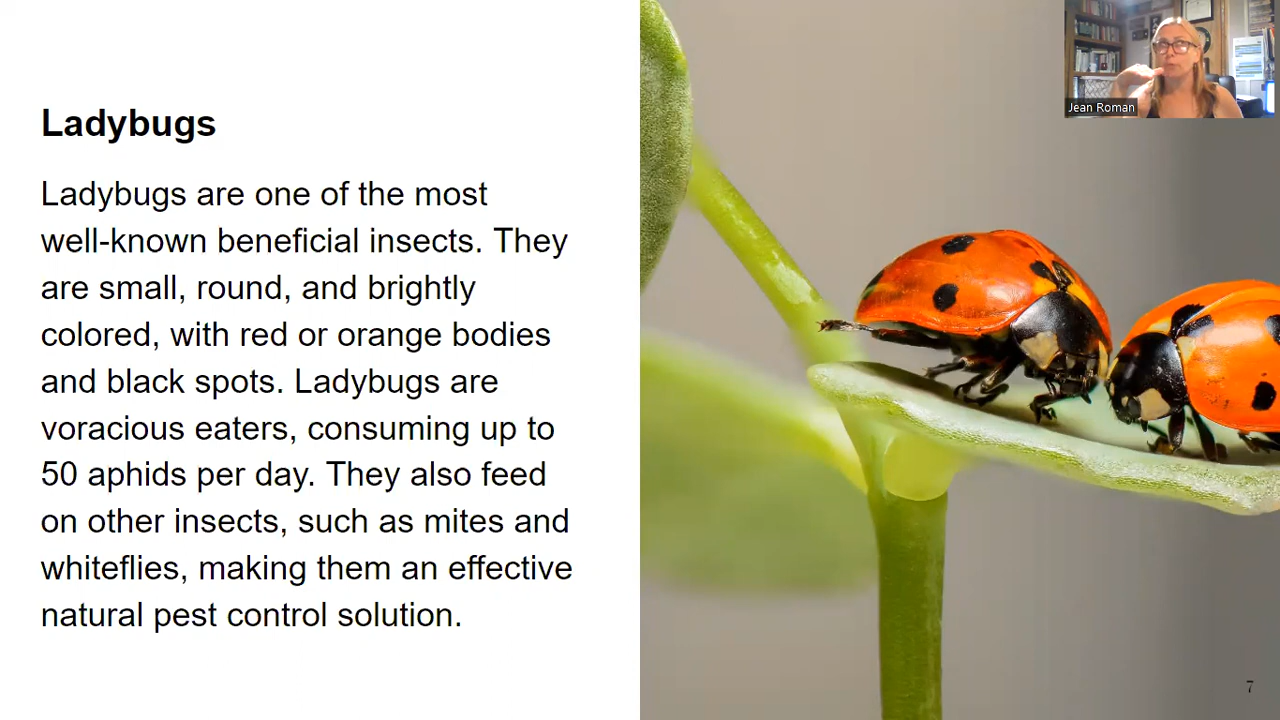 Ladybugs
Ladybugs are one of the most
well-known beneficial insects. They
are small, round, and brightly
colored, with red or orange bodies
and black spots. Ladybugs are
voracious eaters, consuming up to
50 aphids per day. They also feed
on other insects, such as mites and
whiteflies, making them an effective
natural pest control solution.
Jean Roman
7